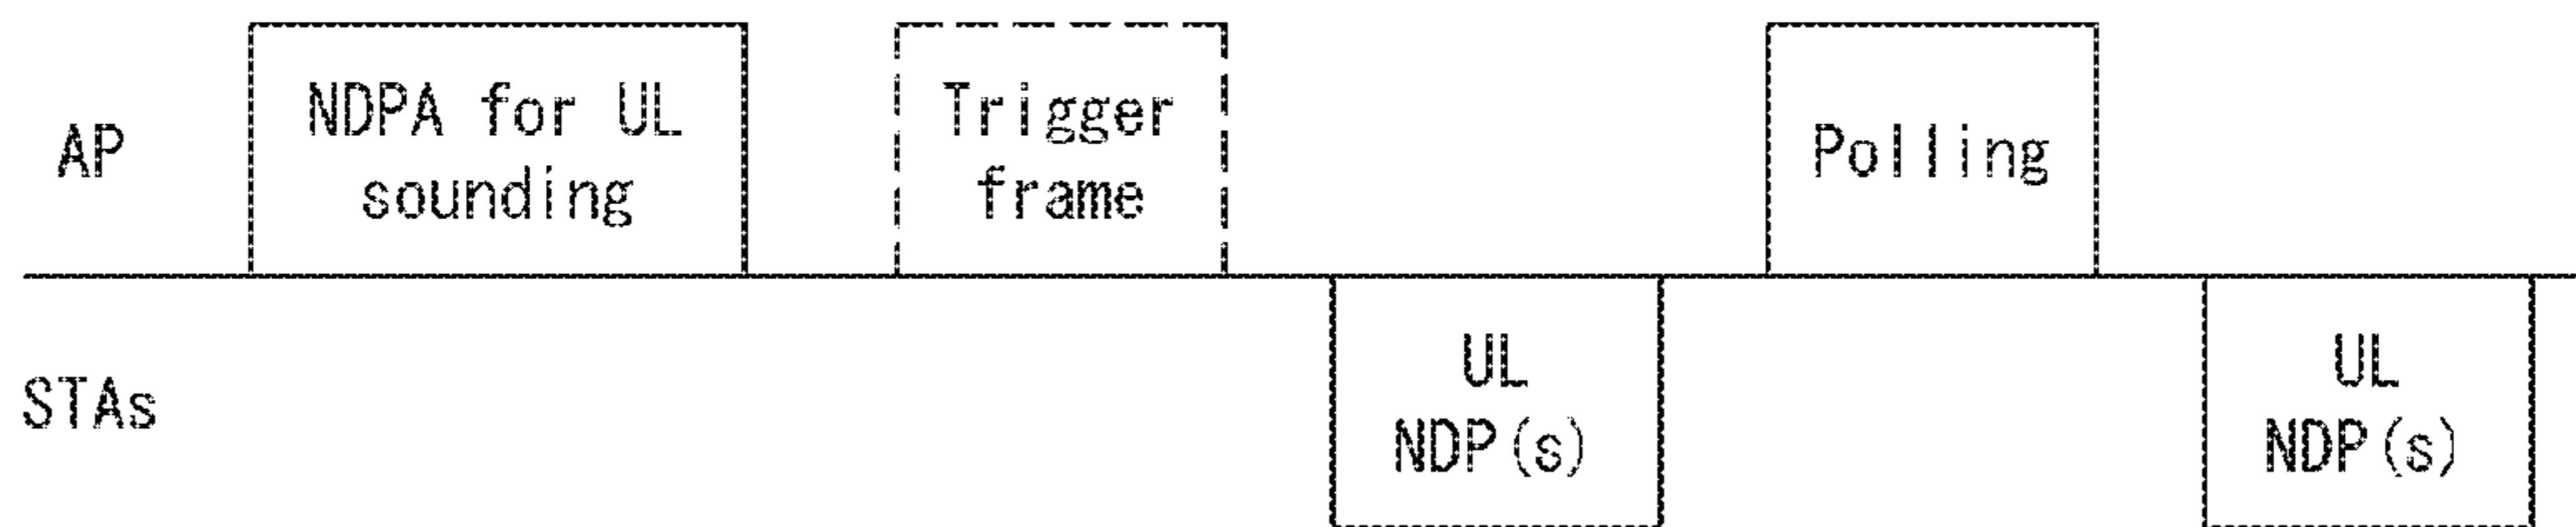 AP
NDPA for UL
sounding
Trigger
frame
Polling
STAs
UL
NDP(s)
UL
NDP(s)